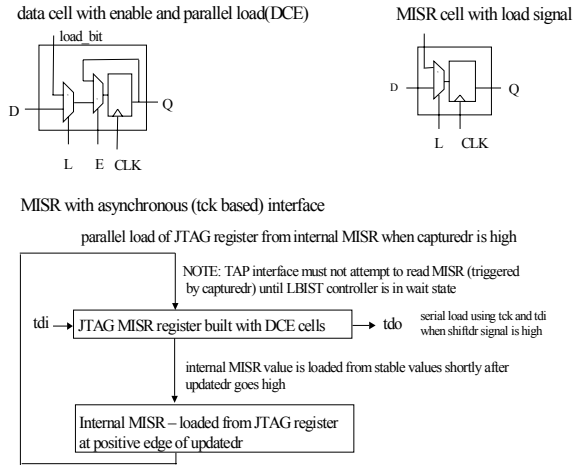 data cell with enable and parallel load(DCE)
MISR cell with load signal
load_bit
D
Q
L E CLK
D
Q
L CLK
MISR with asynchronous (tck based) interface
parallel load of JTAG register from internal MISR when capturedr is high
NOTE: TAP interface must not attempt to read MISR (triggered
by capturedr) until LBIST controller is in wait state
tdi
JTAG MISR register built with DCE cells
tdo
serial load using tck and tdi
when shiftdr signal is high
internal MISR value is loaded from stable values shortly after
updatedr goes high
Internal MISR – loaded from JTAG register
at positive edge of updatedr